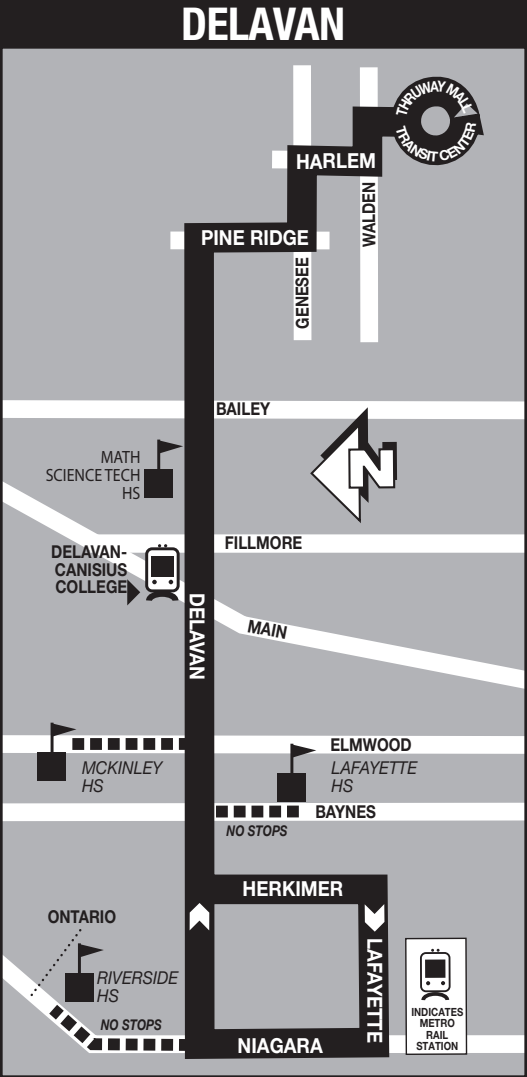 DELAVAN
THRUWAY MALL
TRANSIT CENTER
HARLEM
WALDEN
PINE RIDGE
GENESEE
BAILEY
MATH
SCIENCE TECH
HS
N
FILLMORE
DELAVAN-
CANISIUS
COLLEGE
DELAVAN
MAIN
ELMWOOD
MCKINLEY
HS
LAFAYETTE
HS
BAYNES
NO STOPS
HERKIMER
ONTARIO
LAFAYETTE
RIVERSIDE
HS
INDICATES
METRO
RAIL
STATION
NO STOPS
NIAGARA